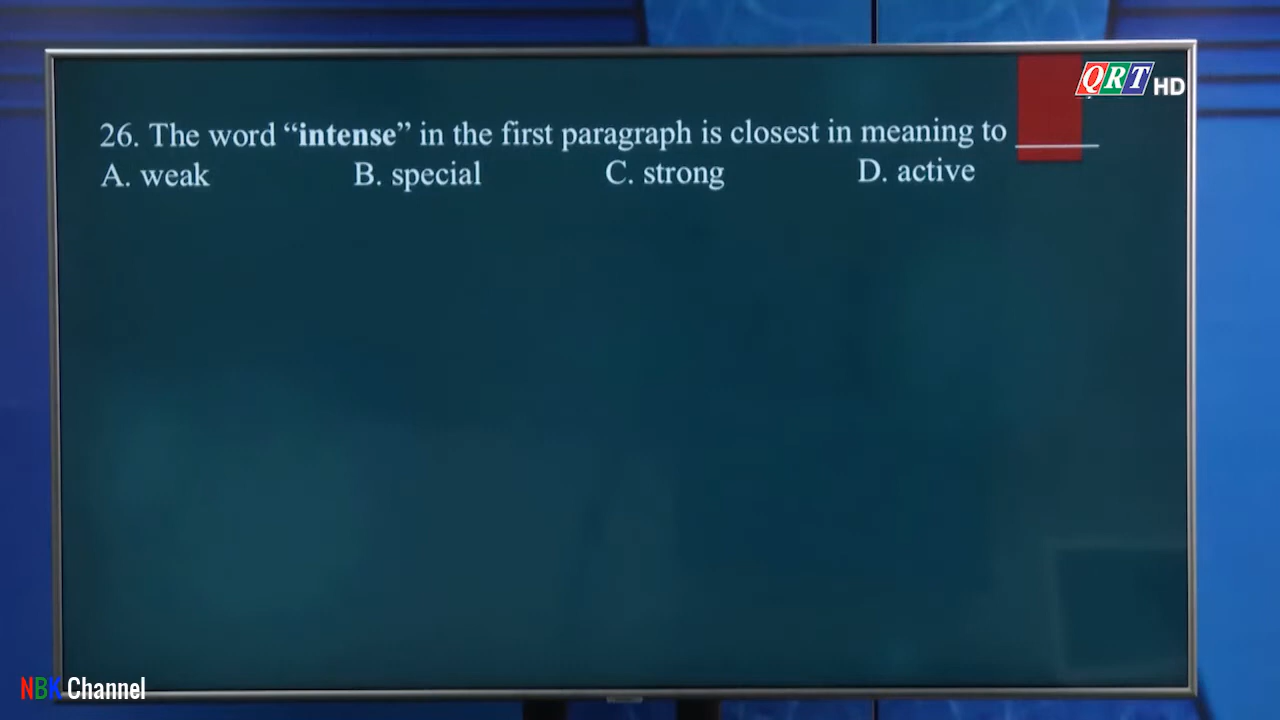 QRT HD
26. The word “intense” in the first paragraph is closest in meaning to _____
A. weak B. special C. strong D. active
NBK Channel